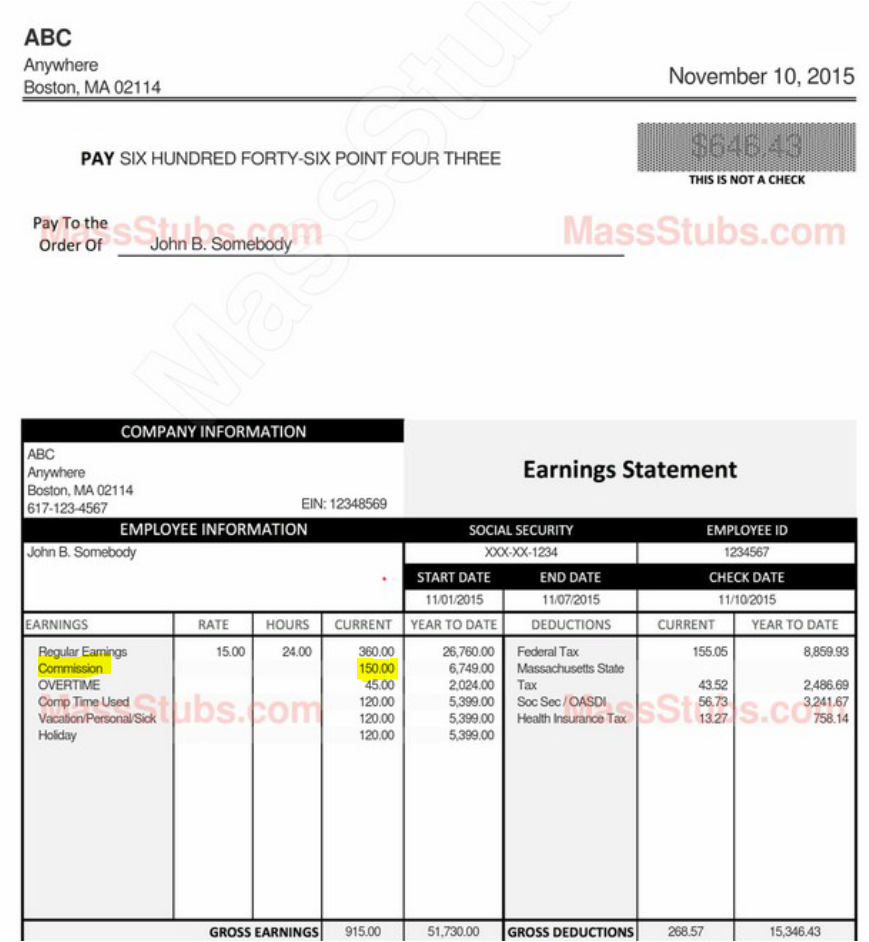 ABC
Anywhere
Boston, MA 02114
November 10, 2015
PAY SIX HUNDRED FORTY-SIX POINT FOUR THREE
$646.43
THIS IS NOT A CHECK
Pay To the
Order Of John B. Somebody
MassStubs.com MassStubs.com
MassStubs
COMPANY INFORMATION
ABC
Anywhere
Boston, MA 02114
617-123-4567 EIN: 12348569
Earnings Statement
EMPLOYEE INFORMATION SOCIAL SECURITY EMPLOYEE ID
John B. Somebody XXX-XX-1234 1234567
START DATE END DATE CHECK DATE
11/01/2015 11/07/2015 11/10/2015
EARNINGS RATE HOURS CURRENT YEAR TO DATE DEDUCTIONS CURRENT YEAR TO DATE
Regular Earnings 15.00 24.00 360.00 26,760.00 Federal Tax 155.05 8,859.93
Commission 150.00 6,749.00 Massachusetts State
OVERTIME 45.00 2,024.00 Tax 43.52 2,486.69
Comp Time Used 120.00 5,399.00 Soc Sec / OASDI 56.73 3,241.67
Vacation/Personal/Sick 120.00 5,399.00 Health Insurance Tax 13.27 758.14
Holiday 120.00 5,399.00
MassStubs.com MassStubs.com
GROSS EARNINGS 915.00 51,730.00 GROSS DEDUCTIONS 268.57 15,346.43